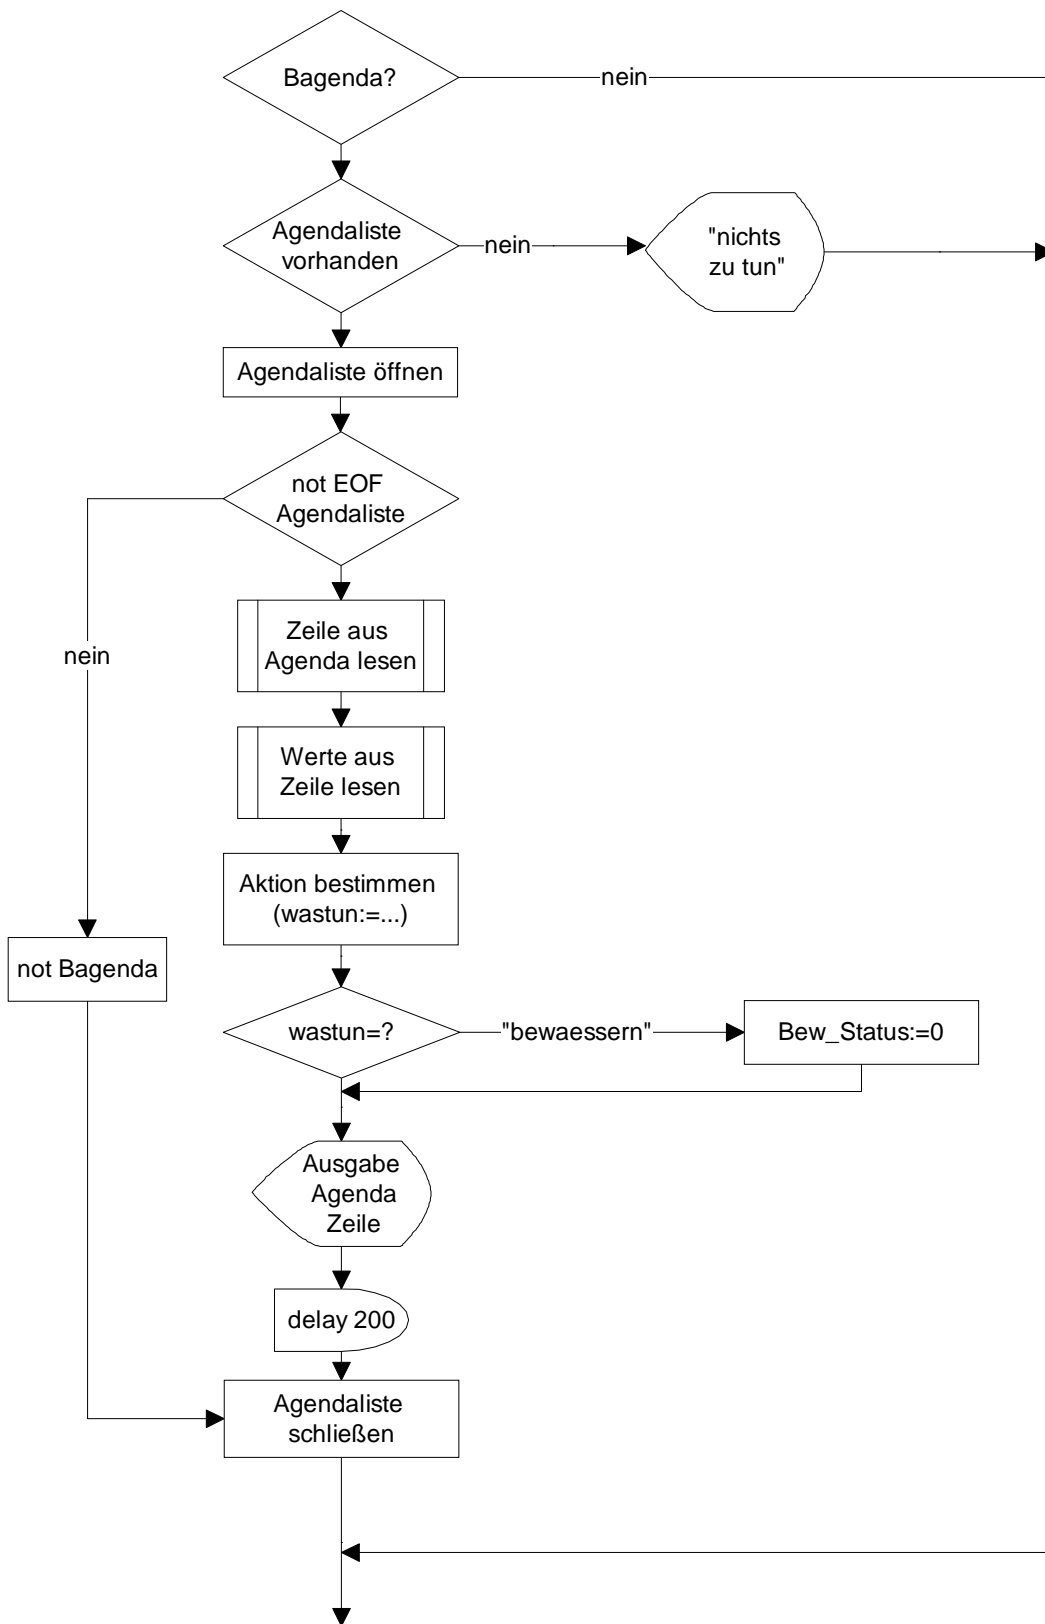 Bagenda?
nein
Agendaliste
vorhanden
nein
"nichts
zu tun"
Agendaliste öffnen
not EOF
Agendaliste
nein
Zeile aus
Agenda lesen
Werte aus
Zeile lesen
Aktion bestimmen
(wastun:=...)
not Bagenda
wastun=?
"bewaessern"
Bew_Status:=0
Ausgabe
Agenda
Zeile
delay 200
Agendaliste
schließen